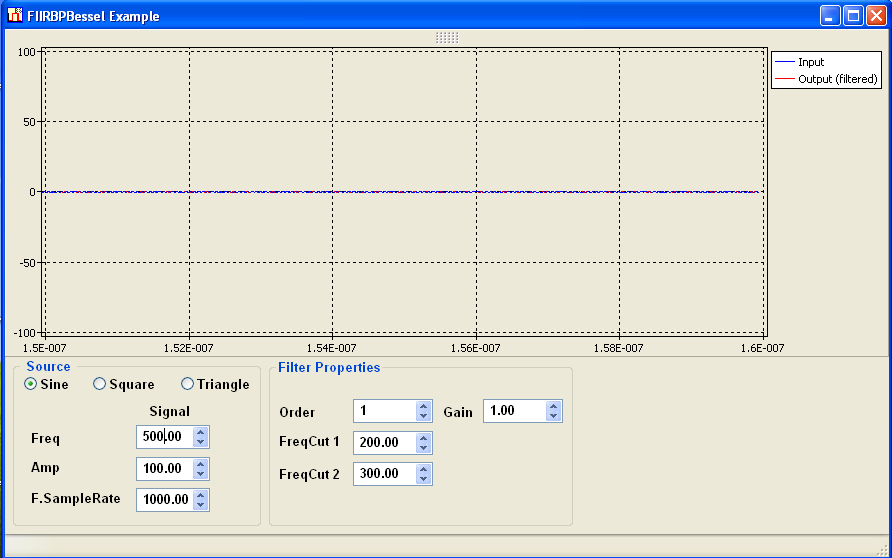 FIIRBPBessel Example
100
50
0
-50
-100
1.5E-007 1.52E-007 1.54E-007 1.56E-007 1.58E-007 1.6E-007
Input
Output (filtered)
Source
Sine Square Triangle
Signal
Freq 500.00
Amp 100.00
F.SampleRate 1000.00
Filter Properties
Order 1 Gain 1.00
FreqCut 1 200.00
FreqCut 2 300.00